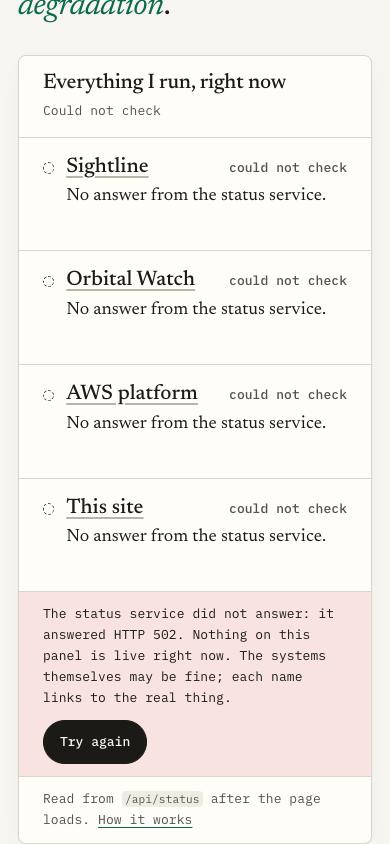 degradation.
Everything I run, right now
Could not check
Sightline could not check
No answer from the status service.
Orbital Watch could not check
No answer from the status service.
AWS platform could not check
No answer from the status service.
This site could not check
No answer from the status service.
The status service did not answer: it
answered HTTP 502. Nothing on this
panel is live right now. The systems
themselves may be fine; each name
links to the real thing.
Try again
Read from /api/status after the page
loads. How it works